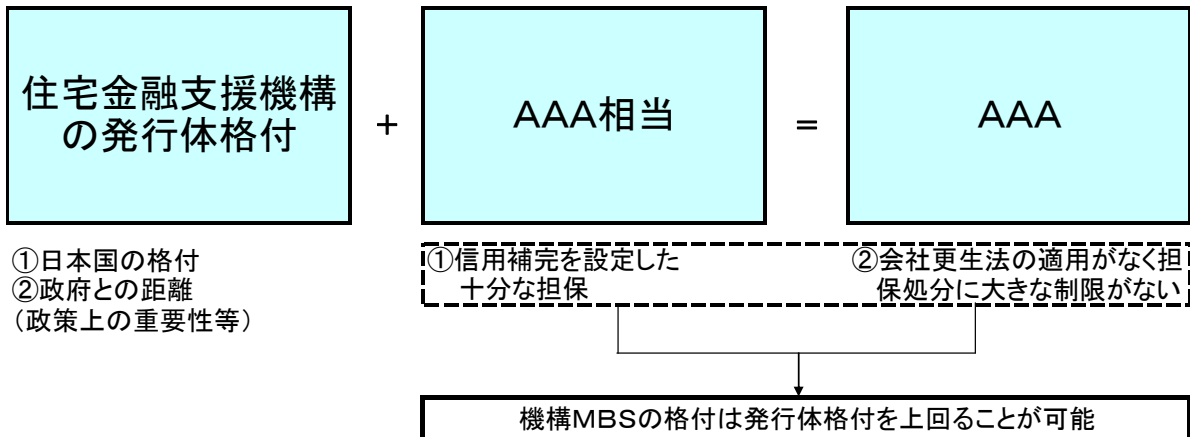 住宅金融支援機構
の発行体格付
+
AAA相当
=
AAA
①日本国の格付
②政府との距離
（政策上の重要性等）
①信用補完を設定した
十分な担保
②会社更生法の適用がなく担
保処分に大きな制限がない
機構MBSの格付は発行体格付を上回ることが可能